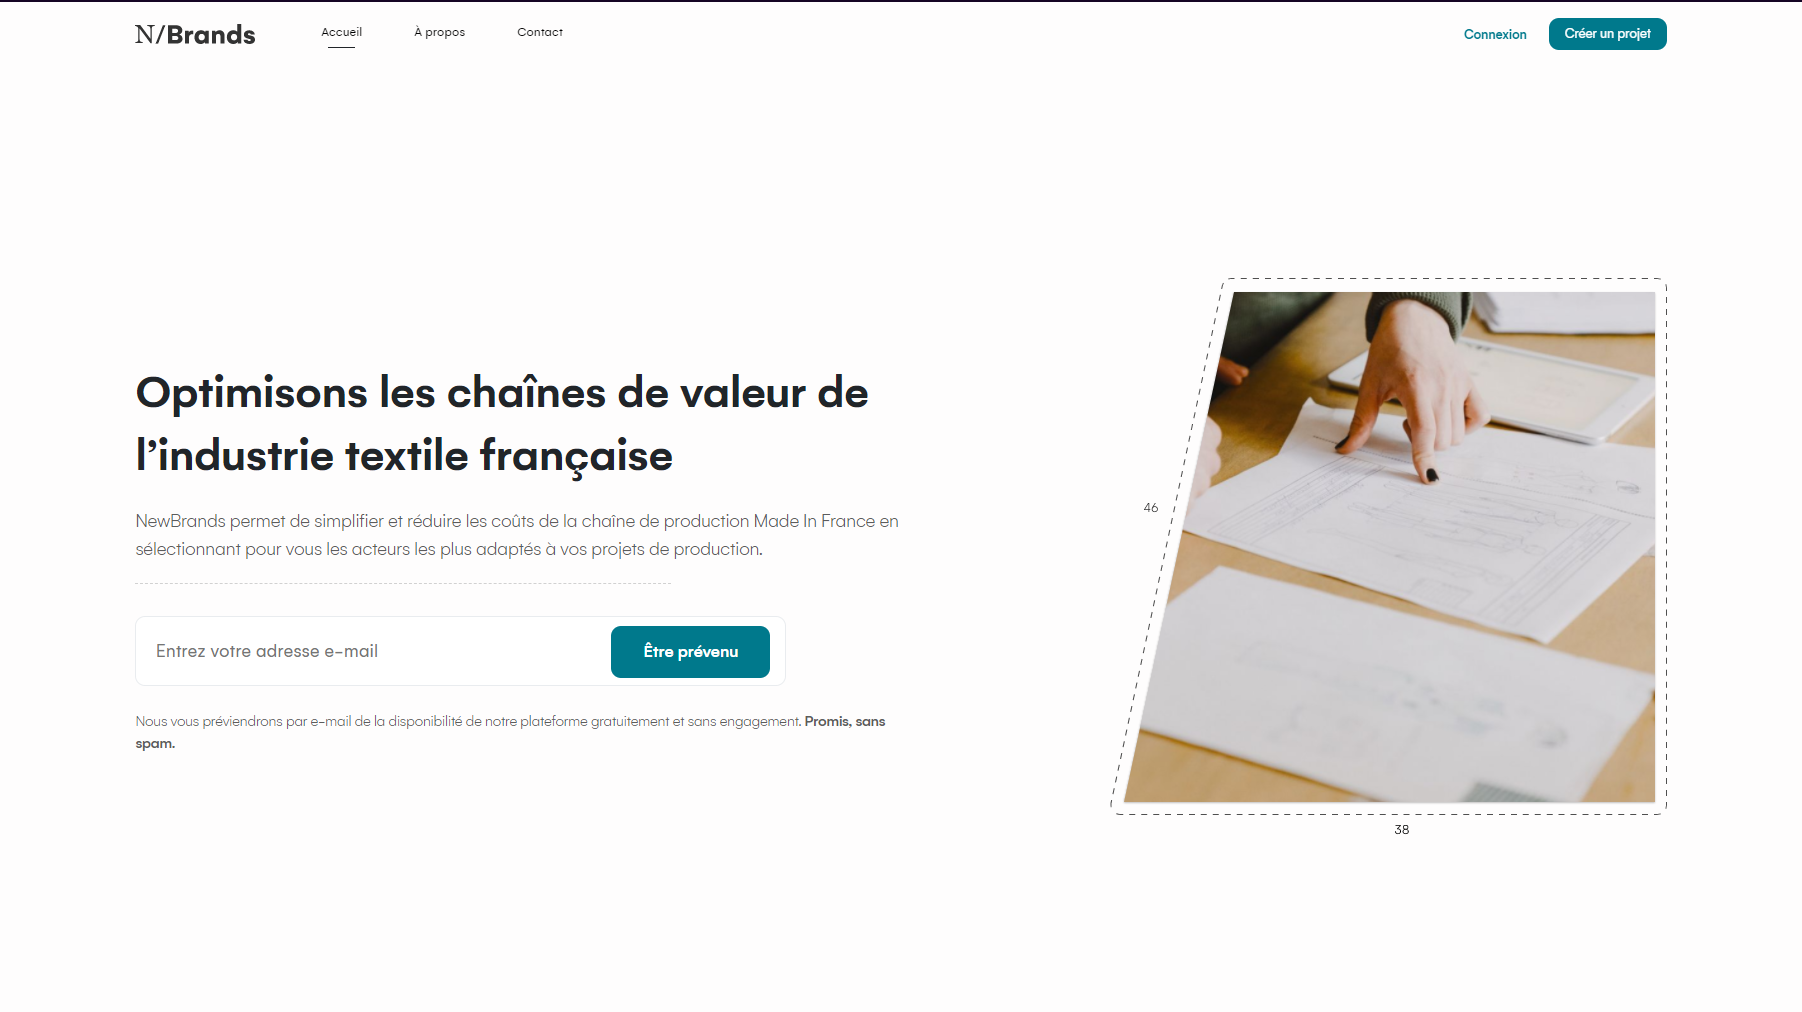 N/Brands
Accueil
À propos
Contact
Connexion
Créer un projet
Optimisons les chaînes de valeur de
l’industrie textile française
NewBrands permet de simplifier et réduire les coûts de la chaîne de production Made In France en
sélectionnant pour vous les acteurs les plus adaptés à vos projets de production.
Entrez votre adresse e-mail
Être prévenu
Nous vous préviendrons par e-mail de la disponibilité de notre plateforme gratuitement et sans engagement. Promis, sans
spam.
46
38